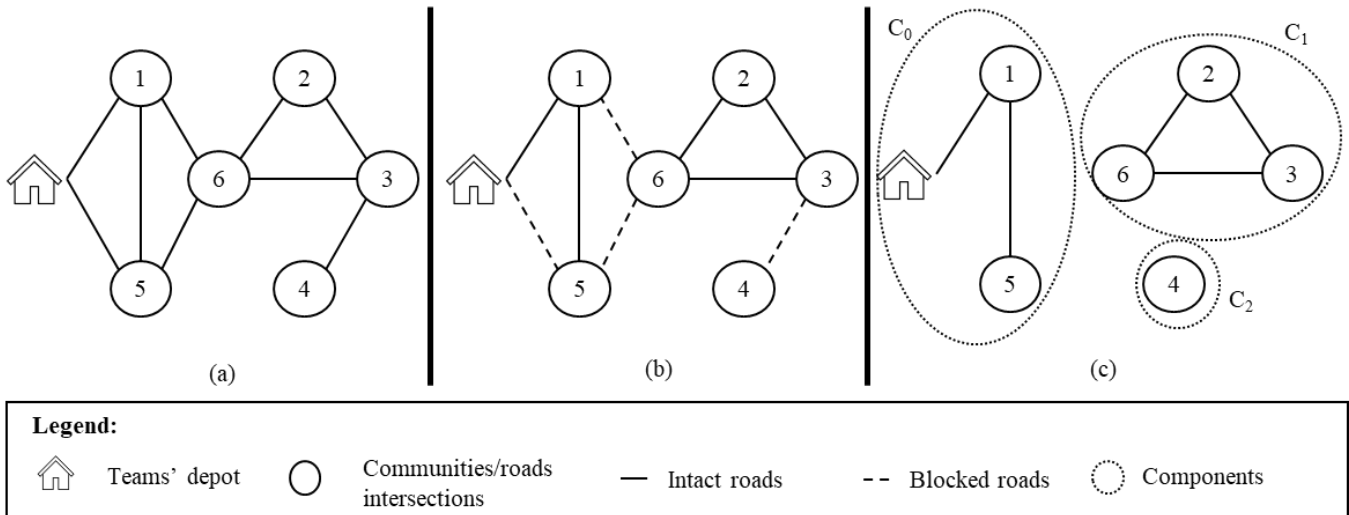 1
2
6
3
5
4
(a)
1
2
6
3
5
4
(b)
C0
1
5
C1
2
6
3
4
C2
(c)
Legend:
Teams’ depot
Communities/roads
intersections
Intact roads
Blocked roads
Components